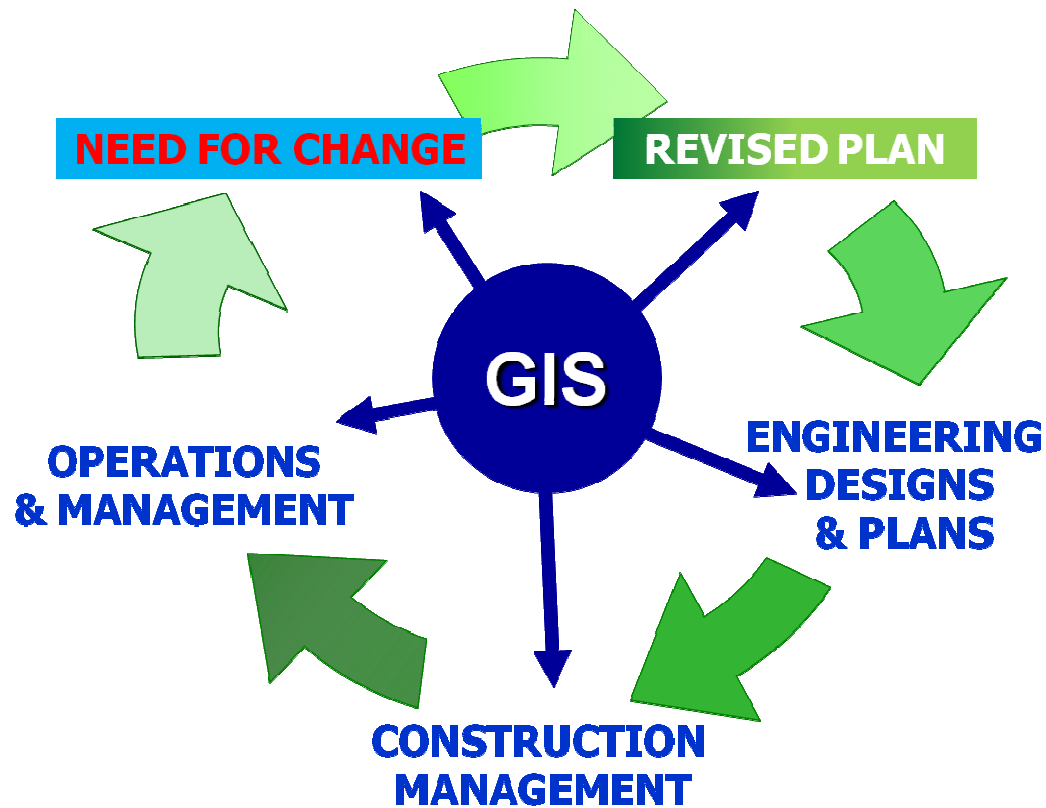 NEED FOR CHANGE
REVISED PLAN
GIS
ENGINEERING
DESIGNS
& PLANS
OPERATIONS
& MANAGEMENT
CONSTRUCTION
MANAGEMENT